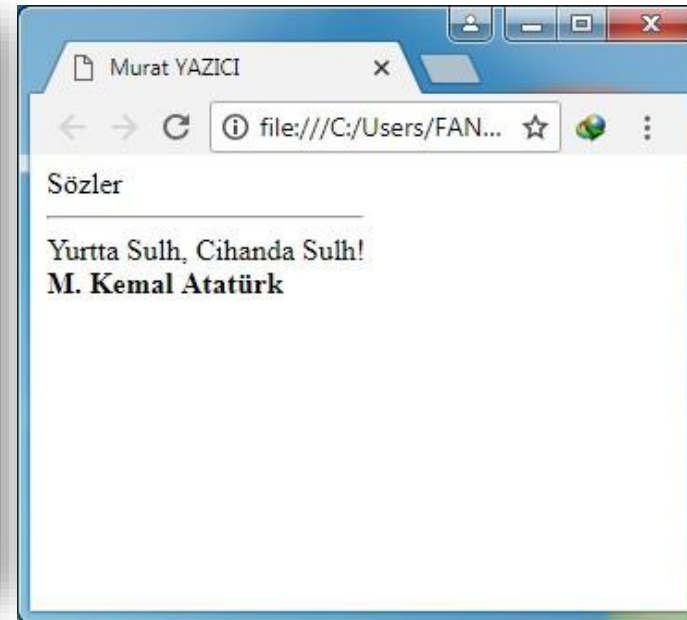 Murat YAZICI
file:///C:/Users/FAN...
Sözler
Yurtta Sulh, Cihanda Sulh!
M. Kemal Atatürk